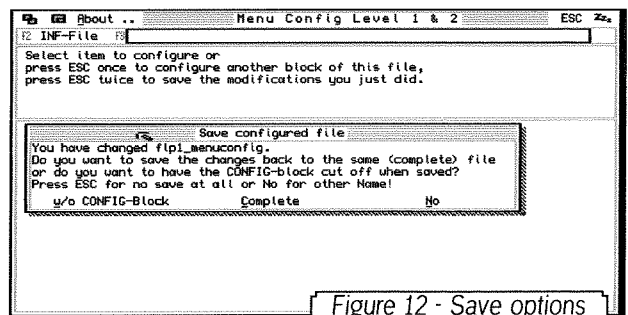 About .. Menu Config Level 1 & 2 ESC Zzz
F2 INF-File F3
Select item to configure or
press ESC once to configure another block of this file,
press ESC twice to save the modifications you just did.
Save configured file
You have changed flp1_menuconfig.
Do you want to save the changes back to the same (complete) file
or do you want to have the CONFIG-block cut off when saved?
Press ESC for no save at all or No for other Name!
w/o CONFIG-Block Complete No
Figure 12 - Save options